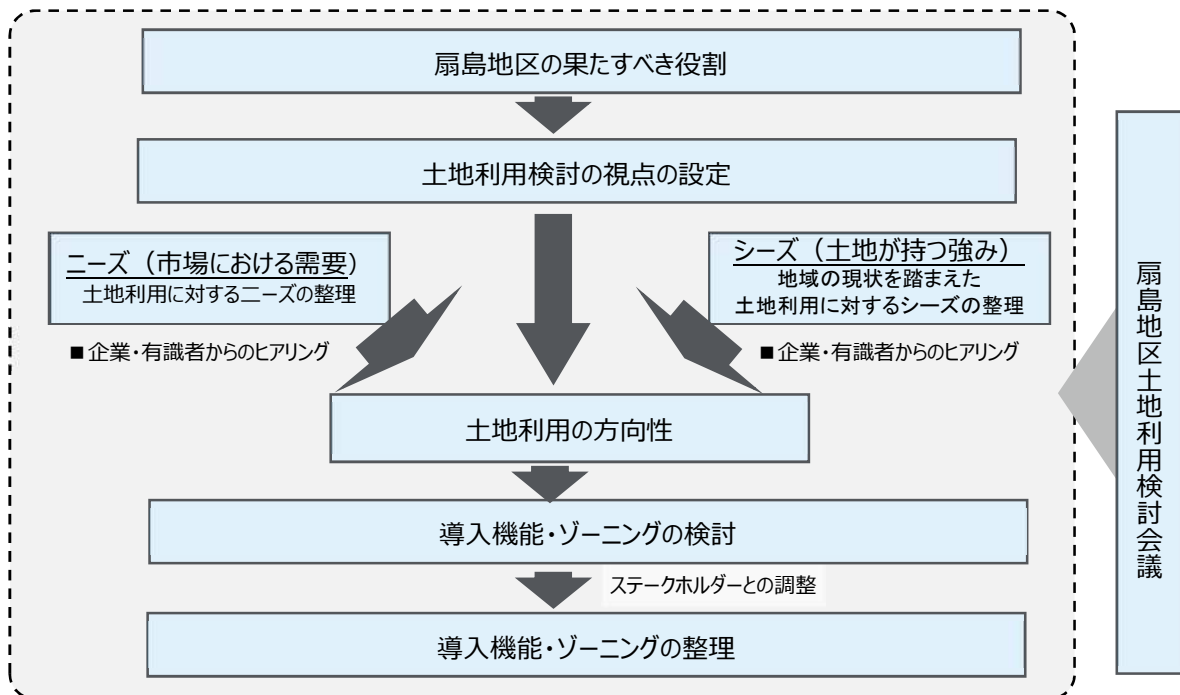 扇島地区の果たすべき役割
土地利用検討の視点の設定
ニーズ（市場における需要）
土地利用に対するニーズの整理
■企業・有識者からのヒアリング
シーズ（土地が持つ強み）
地域の現状を踏まえた
土地利用に対するシーズの整理
■企業・有識者からのヒアリング
土地利用の方向性
導入機能・ゾーニングの検討
ステークホルダーとの調整
導入機能・ゾーニングの整理
扇島地区土地利用検討会議